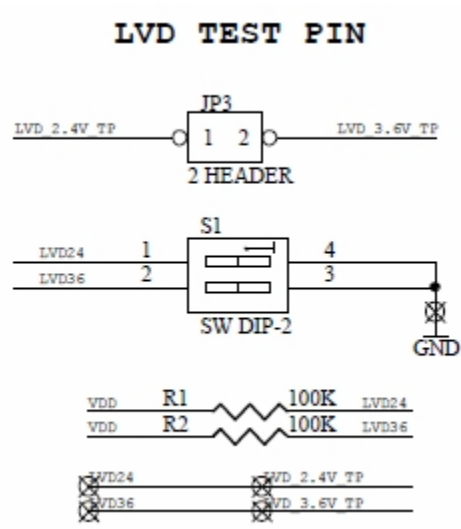 LVD TEST PIN
JP3
LVD_2.4V_TP 1 2 LVD_3.6V_TP
2 HEADER
S1
LVD24 1 4
LVD36 2 3
SW DIP-2
GND
VDD R1 100K LVD24
VDD R2 100K LVD36
LVD24 LVD_2.4V_TP
LVD36 LVD_3.6V_TP